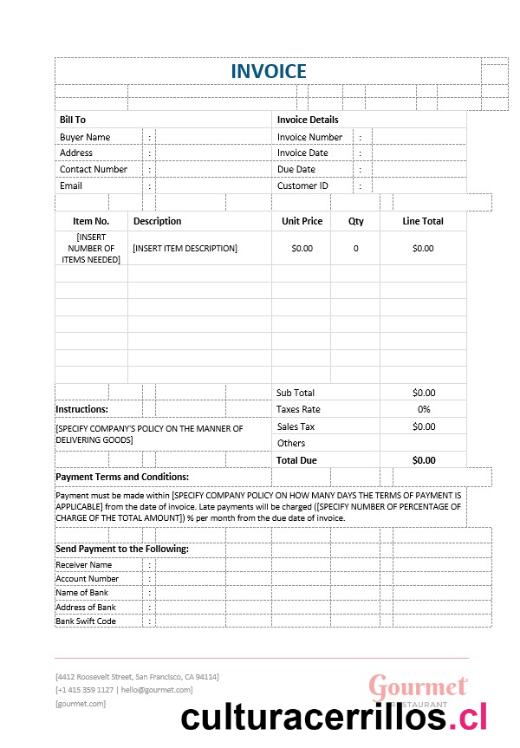 INVOICE
Bill To
Invoice Details
Buyer Name :
Invoice Number :
Address :
Invoice Date :
Contact Number :
Due Date :
Email :
Customer ID :
Item No. Description Unit Price Qty Line Total
[INSERT
NUMBER OF
ITEMS NEEDED]
[INSERT ITEM DESCRIPTION] $0.00 0 $0.00
Sub Total $0.00
Instructions:
Taxes Rate 0%
[SPECIFY COMPANY'S POLICY ON THE MANNER OF
DELIVERING GOODS]
Sales Tax $0.00
Others
Total Due $0.00
Payment Terms and Conditions:
Payment must be made within [SPECIFY COMPANY POLICY ON HOW MANY DAYS THE TERMS OF PAYMENT IS
APPLICABLE] from the date of invoice. Late payments will be charged ([SPECIFY NUMBER OF PERCENTAGE OF
CHARGE OF THE TOTAL AMOUNT]) % per month from the due date of invoice.
Send Payment to the Following:
Receiver Name :
Account Number :
Name of Bank :
Address of Bank :
Bank Swift Code :
[4412 Roosevelt Street, San Francisco, CA 94114]
[+1 415 359 1127 | hello@gourmet.com]
[gourmet.com]
Gourmet
RESTAURANT
culturacerrillos.cl